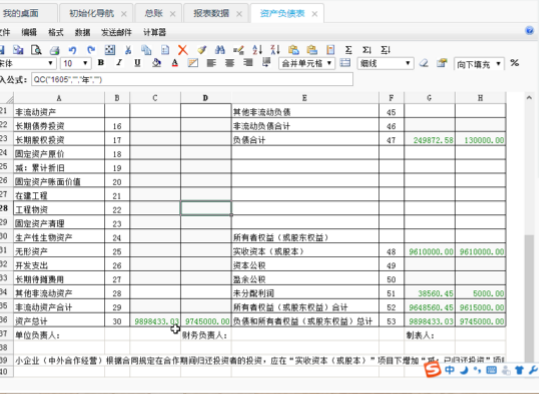 我的桌面 初始化导航 × 总账 × 报表数据 × 资产负债表 ×
文件 编辑 格式 数据 发送邮件 计算器
宋体 10 B I U 合并单元格 细线 向下填充 %
入公式: QC("1605","","年","")
A B C D E F G H
21 非流动资产 其他非流动负债 45
22 长期债券投资 16 非流动负债合计 46
23 长期股权投资 17 负债合计 47 249872.58 130000.00
24 固定资产原价 18
25 减:累计折旧 19
26 固定资产账面价值 20
27 在建工程 21
28 工程物资 22
29 固定资产清理 23
30 生产性生物资产 24 所有者权益（或股东权益）
31 无形资产 25 实收资本（或股本） 48 9610000.00 9610000.00
32 开发支出 26 资本公积 49
33 长期待摊费用 27 盈余公积 50
34 其他非流动资产 28 未分配利润 51 38560.45 5000.00
35 非流动资产合计 29 所有者权益（或股东权益）合计 52 9648560.45 9615000.00
36 资产总计 30 9898433.03 9745000.00 负债和所有者权益（或股东权益）总计 53 9898433.03 9745000.00
37 单位负责人: 财务负责人: 制表人:
38
39 小企业（中外合作经营）根据合同规定在合作期间归还投资者的投资，应在“实收资本（或股本）”项目下增加“减：已归还投资”项
40
S 中